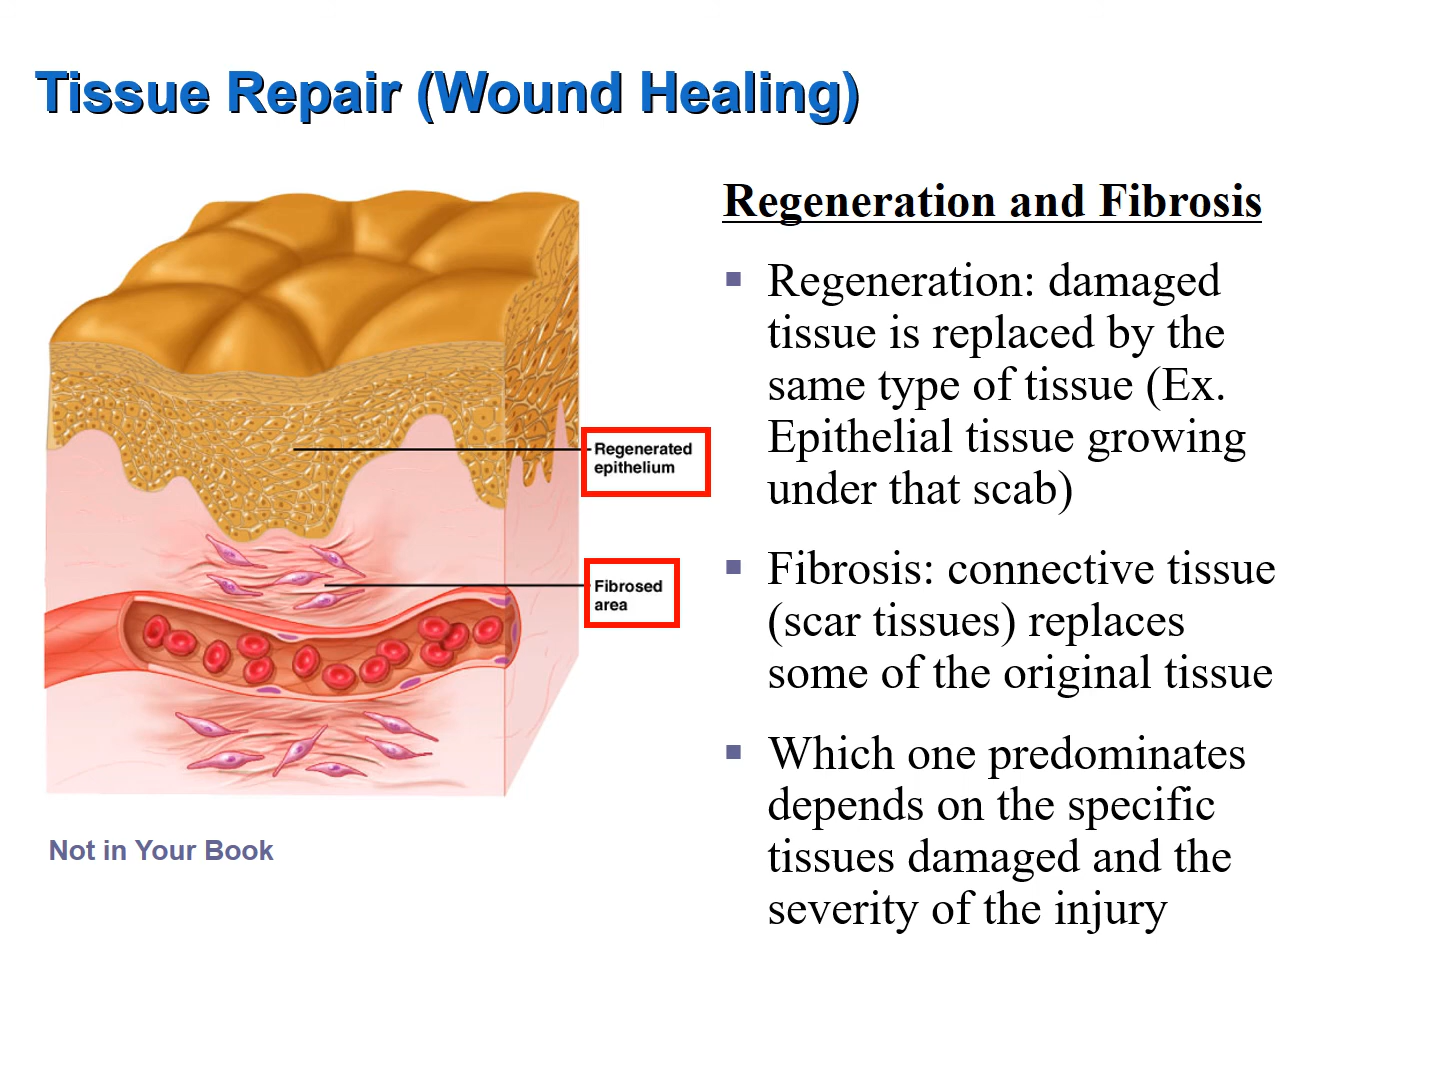 Tissue Repair (Wound Healing)
Regenerated
epithelium
Fibrosed
area
Not in Your Book
Regeneration and Fibrosis
▪ Regeneration: damaged
tissue is replaced by the
same type of tissue (Ex.
Epithelial tissue growing
under that scab)
▪ Fibrosis: connective tissue
(scar tissues) replaces
some of the original tissue
▪ Which one predominates
depends on the specific
tissues damaged and the
severity of the injury